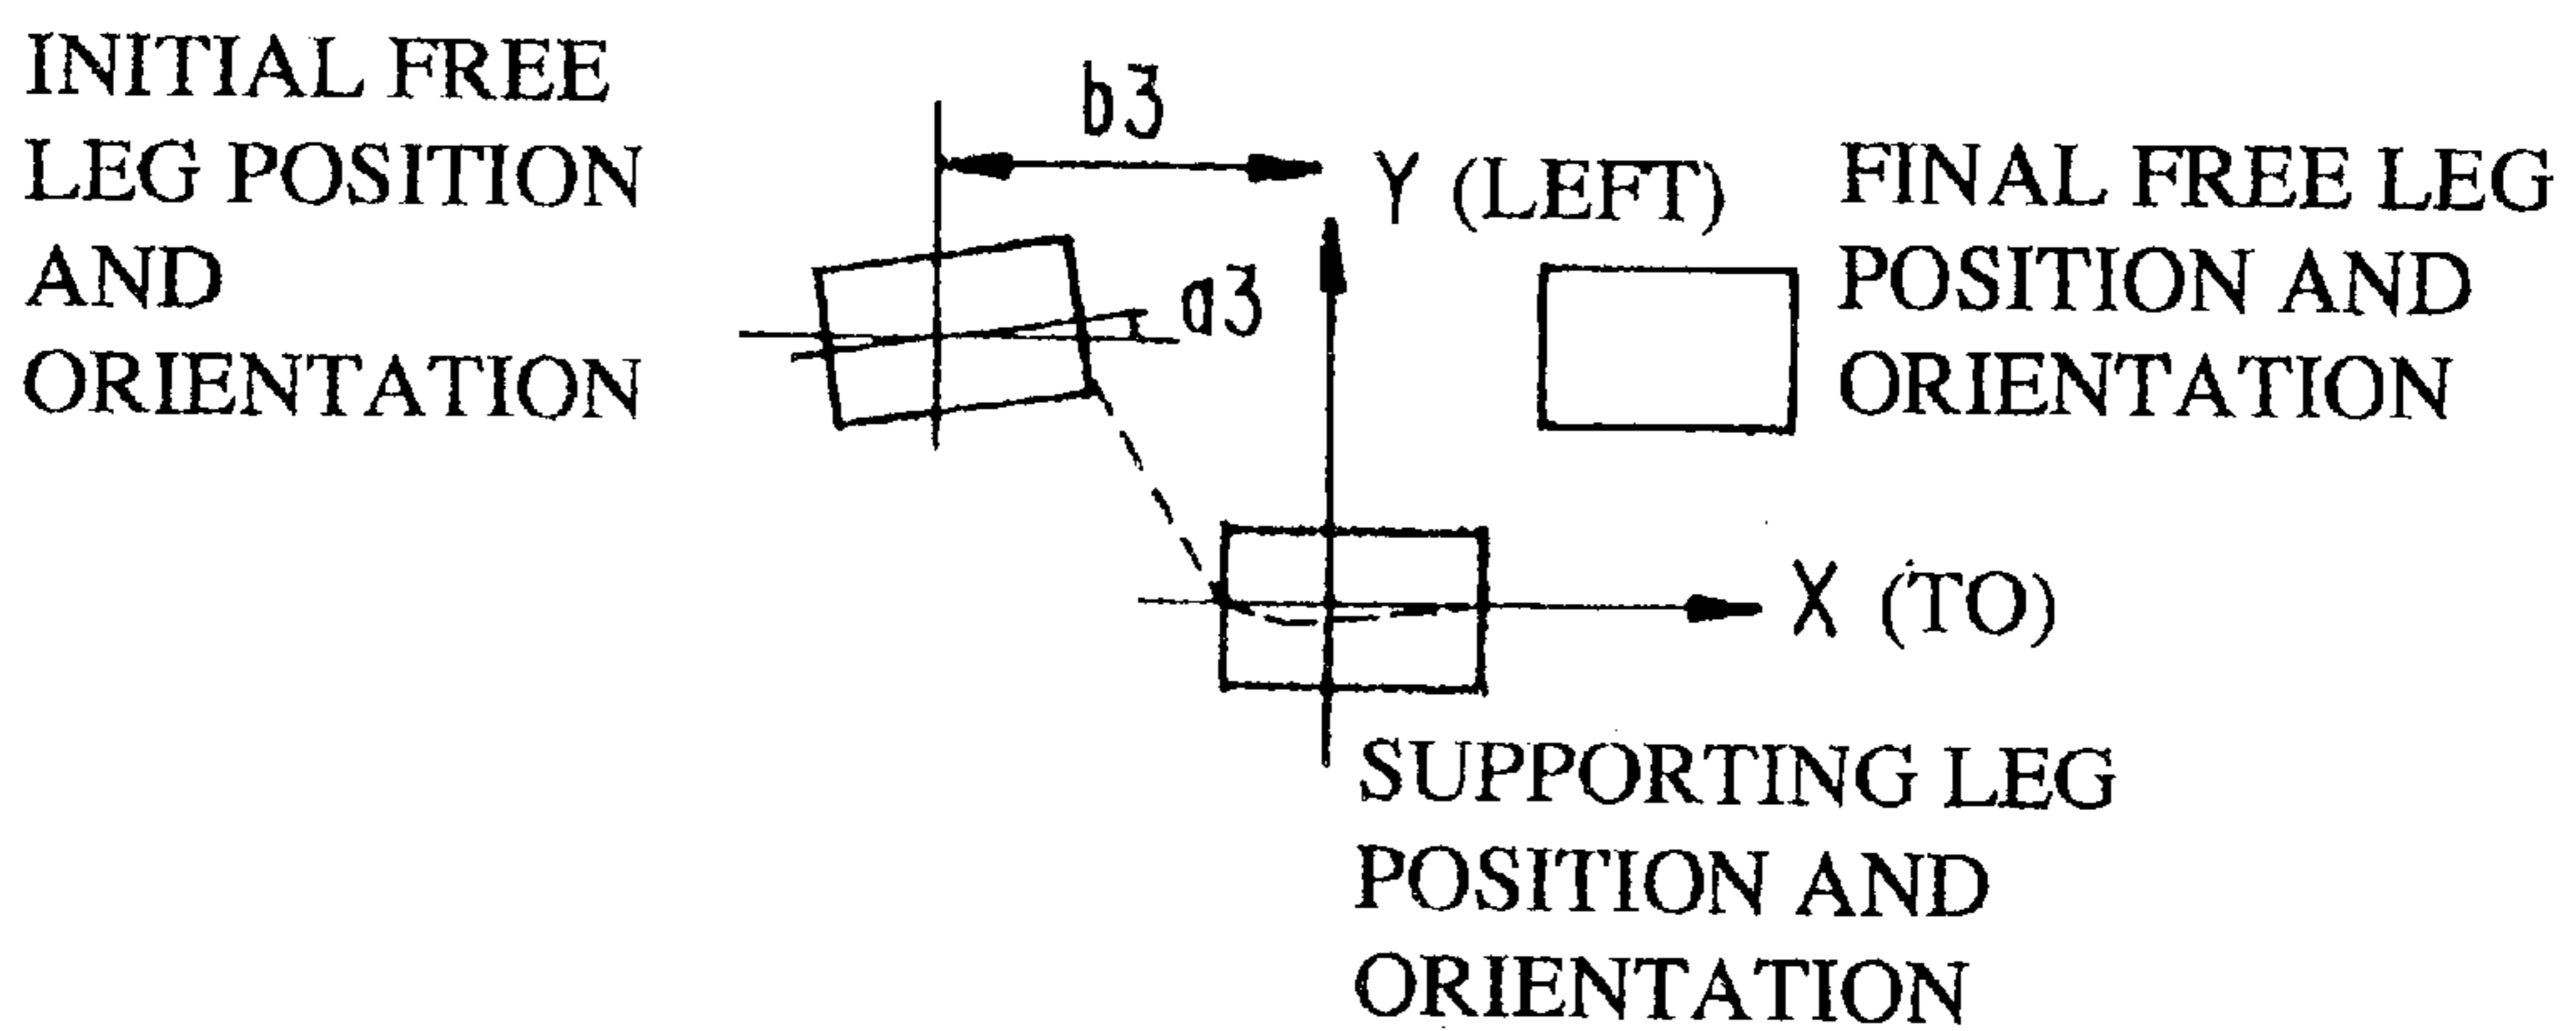 INITIAL FREE
LEG POSITION
AND
ORIENTATION
b3
a3
Y (LEFT)
FINAL FREE LEG
POSITION AND
ORIENTATION
X (TO)
SUPPORTING LEG
POSITION AND
ORIENTATION